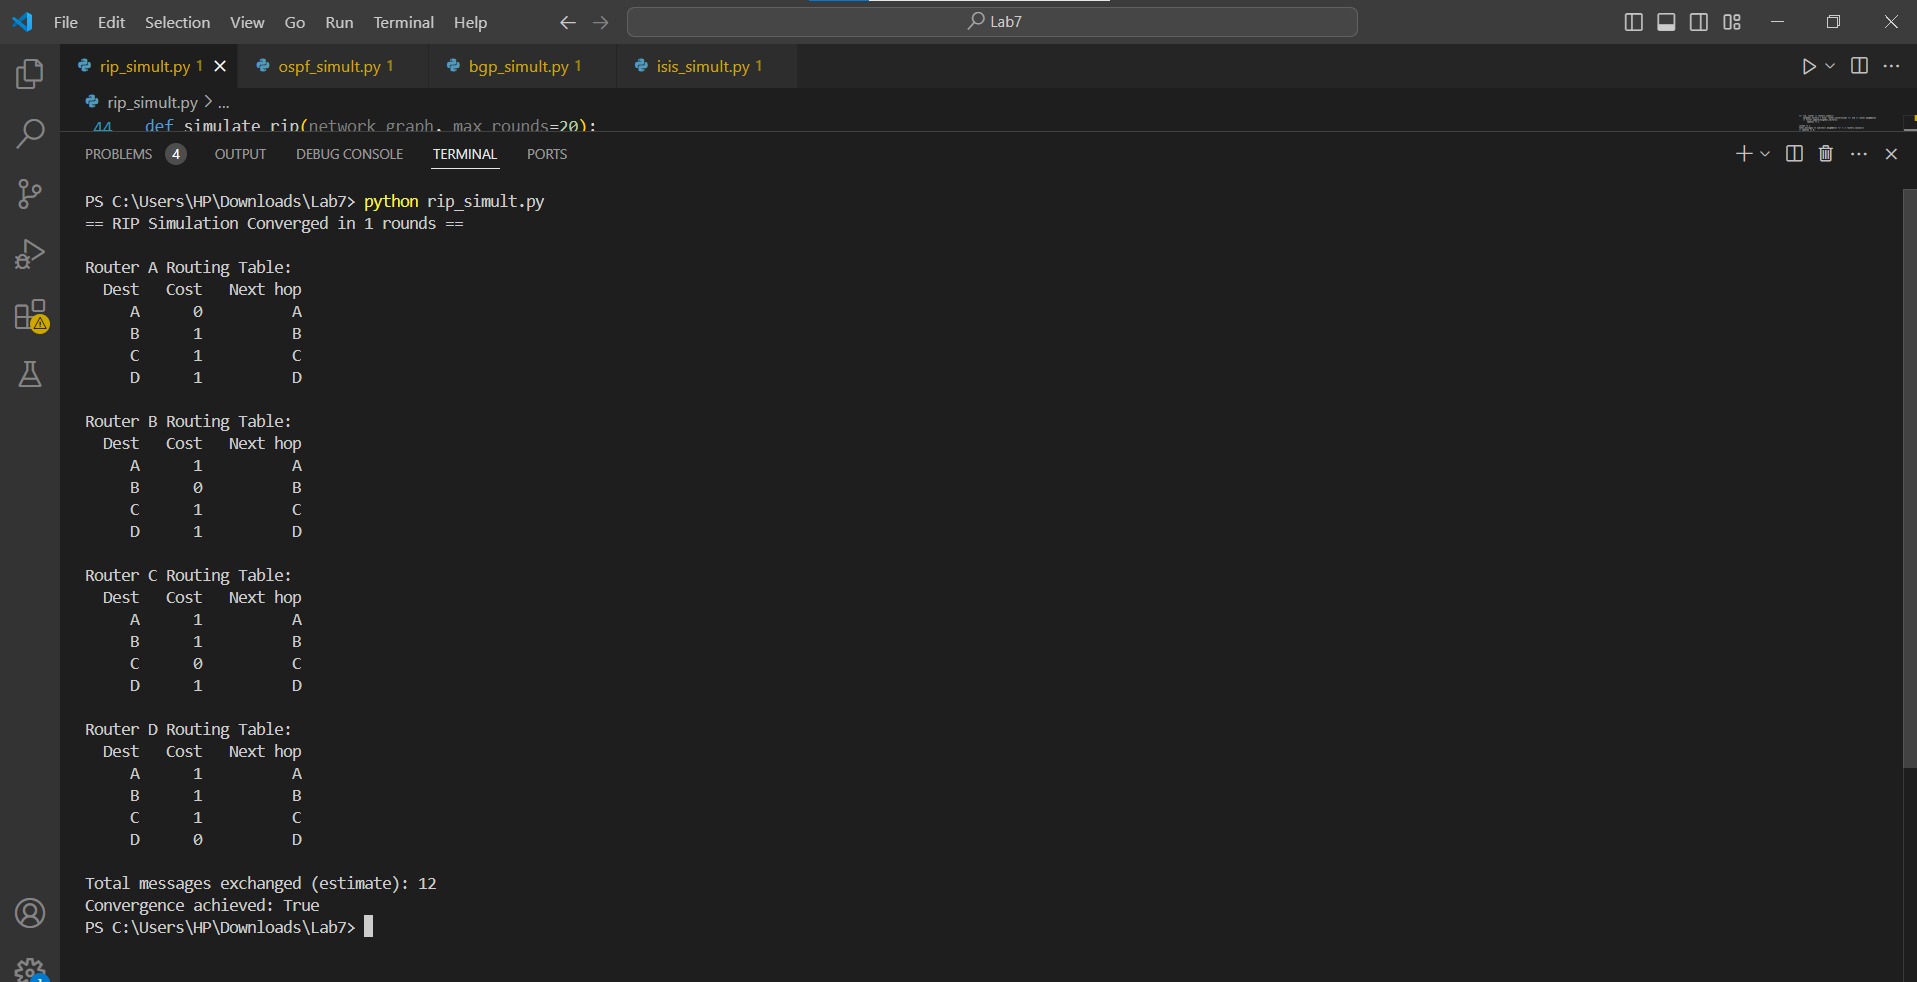 File Edit Selection View Go Run Terminal Help Lab7
rip_simult.py 1 ospf_simult.py 1 bgp_simult.py 1 isis_simult.py 1
rip_simult.py > ...
44 def simulate_rip(network_graph, max_rounds=20):
PROBLEMS 4 OUTPUT DEBUG CONSOLE TERMINAL PORTS
PS C:\Users\HP\Downloads\Lab7> python rip_simult.py
== RIP Simulation Converged in 1 rounds ==
Router A Routing Table:
Dest Cost Next hop
A 0 A
B 1 B
C 1 C
D 1 D
Router B Routing Table:
Dest Cost Next hop
A 1 A
B 0 B
C 1 C
D 1 D
Router C Routing Table:
Dest Cost Next hop
A 1 A
B 1 B
C 0 C
D 1 D
Router D Routing Table:
Dest Cost Next hop
A 1 A
B 1 B
C 1 C
D 0 D
Total messages exchanged (estimate): 12
Convergence achieved: True
PS C:\Users\HP\Downloads\Lab7>